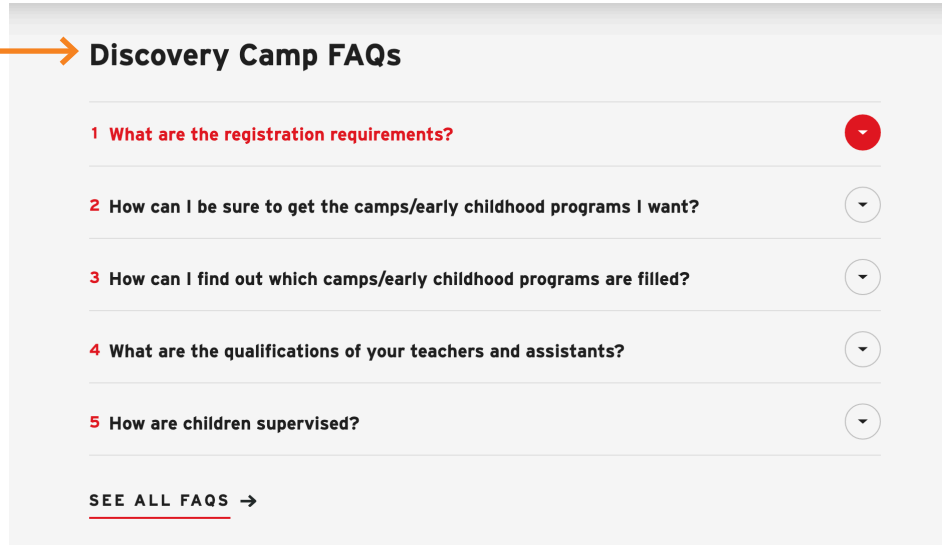 Discovery Camp FAQs
1 What are the registration requirements?
2 How can I be sure to get the camps/early childhood programs I want?
3 How can I find out which camps/early childhood programs are filled?
4 What are the qualifications of your teachers and assistants?
5 How are children supervised?
SEE ALL FAQS →